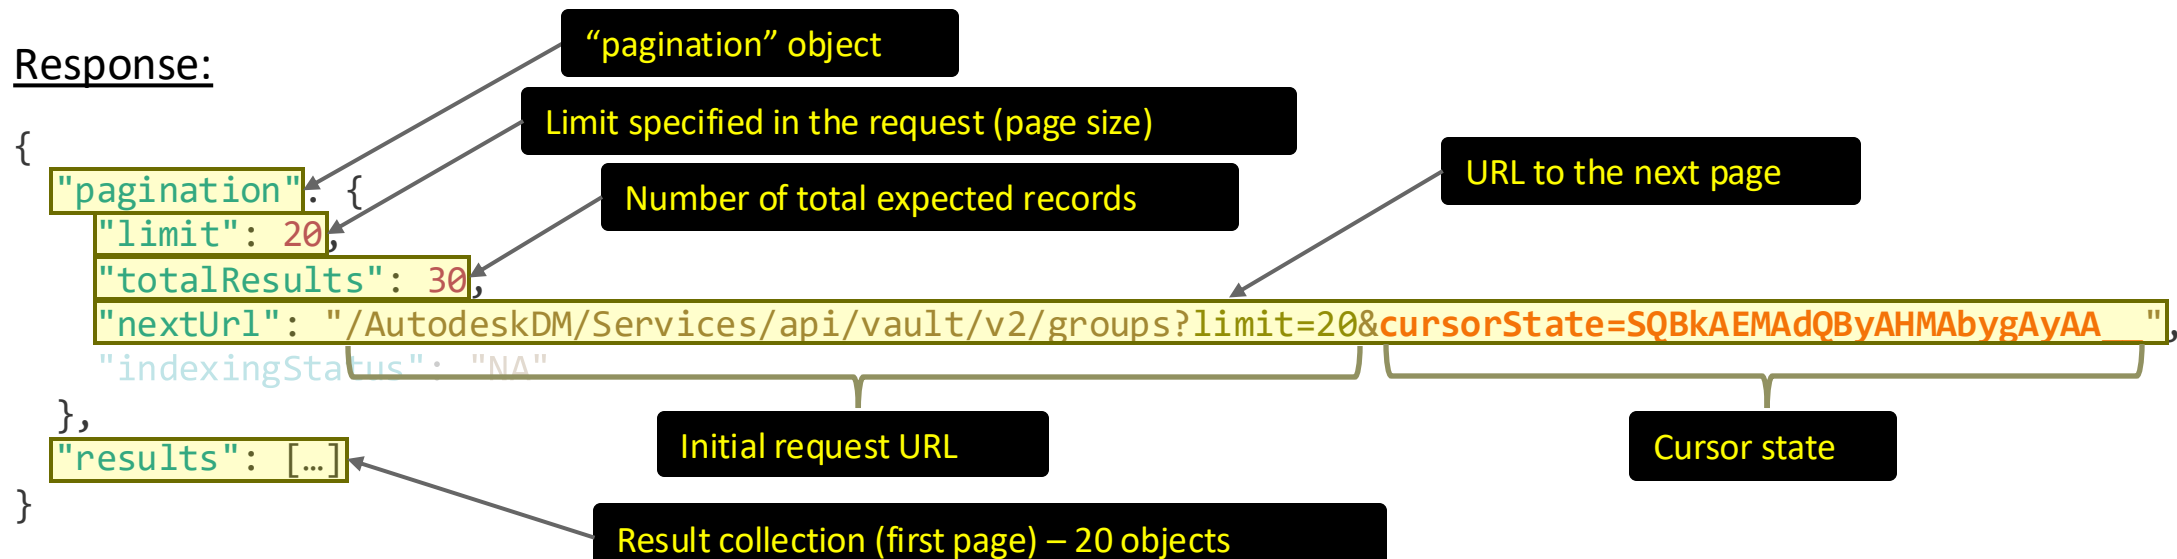 “pagination” object
Response:
Limit specified in the request (page size)
{
Number of total expected records
URL to the next page
"pagination": {
"limit": 20,
"totalResults": 30,
"nextUrl": "/AutodeskDM/Services/api/vault/v2/groups?limit=20&cursorState=SQBkAEMAdQByAHMAbygAyAA__",
"indexingStatus": "NA"
},
Initial request URL
Cursor state
"results": […]
}
Result collection (first page) – 20 objects